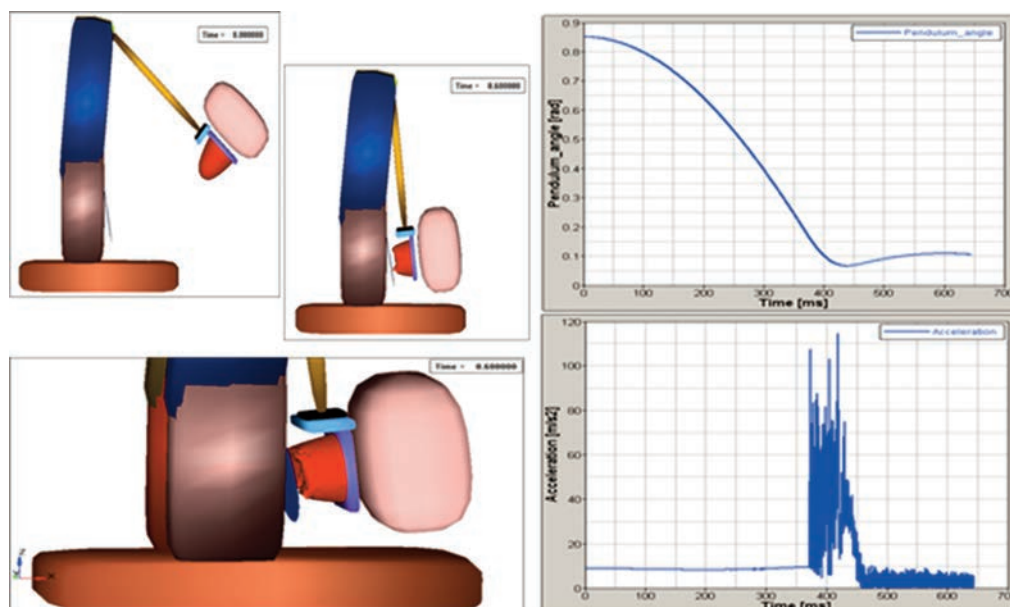 Time = 0.000000
Time = 0.600000
Time = 0.600000
Pendulum_angle
0.9
0.8
0.7
0.6
0.5
0.4
0.3
0.2
0.1
0
Pendulum_angle [rad]
0 100 200 300 400 500 600 700
Time [ms]
Acceleration
120
100
80
60
40
20
0
Acceleration [m/s2]
0 100 200 300 400 500 600 700
Time [ms]
Z
X